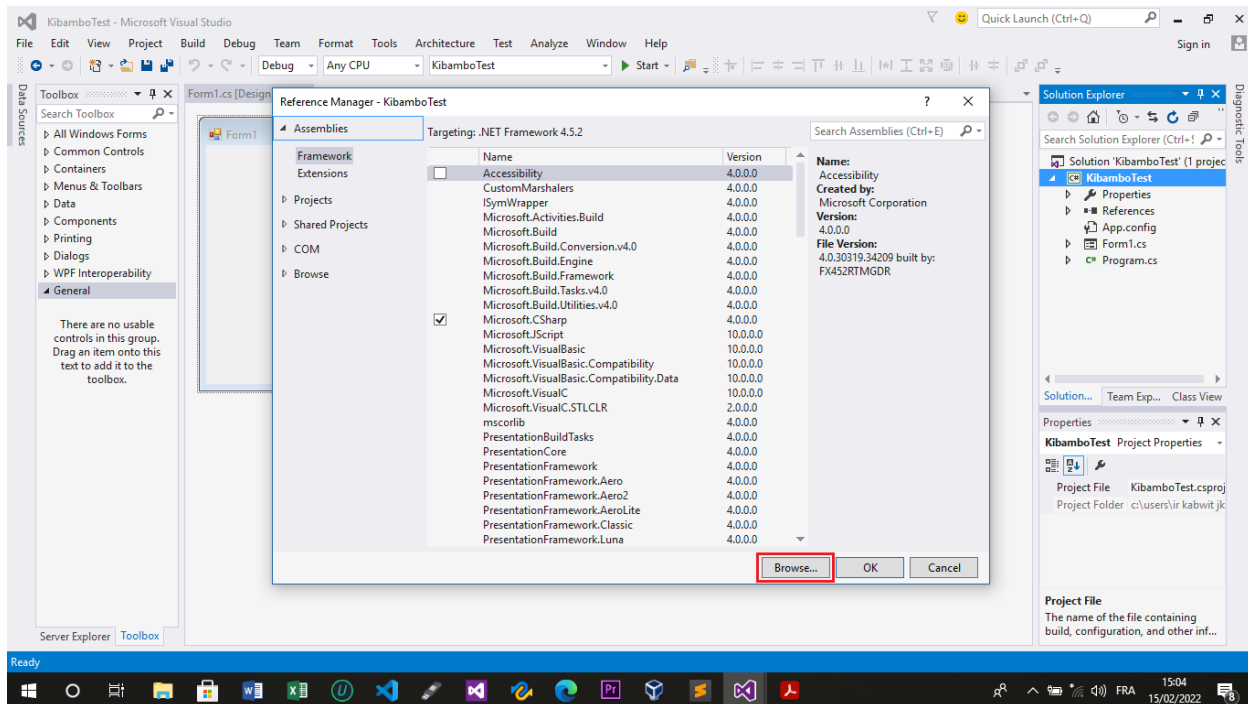 KibamboTest - Microsoft Visual Studio
Quick Launch (Ctrl+Q)
File Edit View Project Build Debug Team Format Tools Architecture Test Analyze Window Help
Sign in
Debug Any CPU KibamboTest Start
Data Sources
Toolbox
Search Toolbox
All Windows Forms
Common Controls
Containers
Menus & Toolbars
Data
Components
Printing
Dialogs
WPF Interoperability
General
There are no usable
controls in this group.
Drag an item onto this
text to add it to the
toolbox.
Server Explorer Toolbox
Form1.cs [Design
Form1
Reference Manager - KibamboTest
? X
Assemblies
Framework
Extensions
Projects
Shared Projects
COM
Browse
Targeting: .NET Framework 4.5.2
Search Assemblies (Ctrl+E)
Name Version
Accessibility 4.0.0.0
CustomMarshalers 4.0.0.0
ISymWrapper 4.0.0.0
Microsoft.Activities.Build 4.0.0.0
Microsoft.Build 4.0.0.0
Microsoft.Build.Conversion.v4.0 4.0.0.0
Microsoft.Build.Engine 4.0.0.0
Microsoft.Build.Framework 4.0.0.0
Microsoft.Build.Tasks.v4.0 4.0.0.0
Microsoft.Build.Utilities.v4.0 4.0.0.0
Microsoft.CSharp 4.0.0.0
Microsoft.JScript 10.0.0.0
Microsoft.VisualBasic 10.0.0.0
Microsoft.VisualBasic.Compatibility 10.0.0.0
Microsoft.VisualBasic.Compatibility.Data 10.0.0.0
Microsoft.VisualC 10.0.0.0
Microsoft.VisualC.STLCLR 2.0.0.0
mscorlib 4.0.0.0
PresentationBuildTasks 4.0.0.0
PresentationCore 4.0.0.0
PresentationFramework 4.0.0.0
PresentationFramework.Aero 4.0.0.0
PresentationFramework.Aero2 4.0.0.0
PresentationFramework.AeroLite 4.0.0.0
PresentationFramework.Classic 4.0.0.0
PresentationFramework.Luna 4.0.0.0
Name:
Accessibility
Created by:
Microsoft Corporation
Version:
4.0.0.0
File Version:
4.0.30319.34209 built by:
FX452RTMGDR
Browse... OK Cancel
Solution Explorer
Search Solution Explorer (Ctrl+$
Solution 'KibamboTest' (1 projec
C# KibamboTest
Properties
References
App.config
Form1.cs
C# Program.cs
Solution... Team Exp... Class View
Properties
KibamboTest Project Properties
Project File KibamboTest.csproj
Project Folder c:\users\ir kabwit jk
Project File
The name of the file containing
build, configuration, and other inf...
Diagnostic Tools
Ready
Pr
FRA
15:04
15/02/2022
8